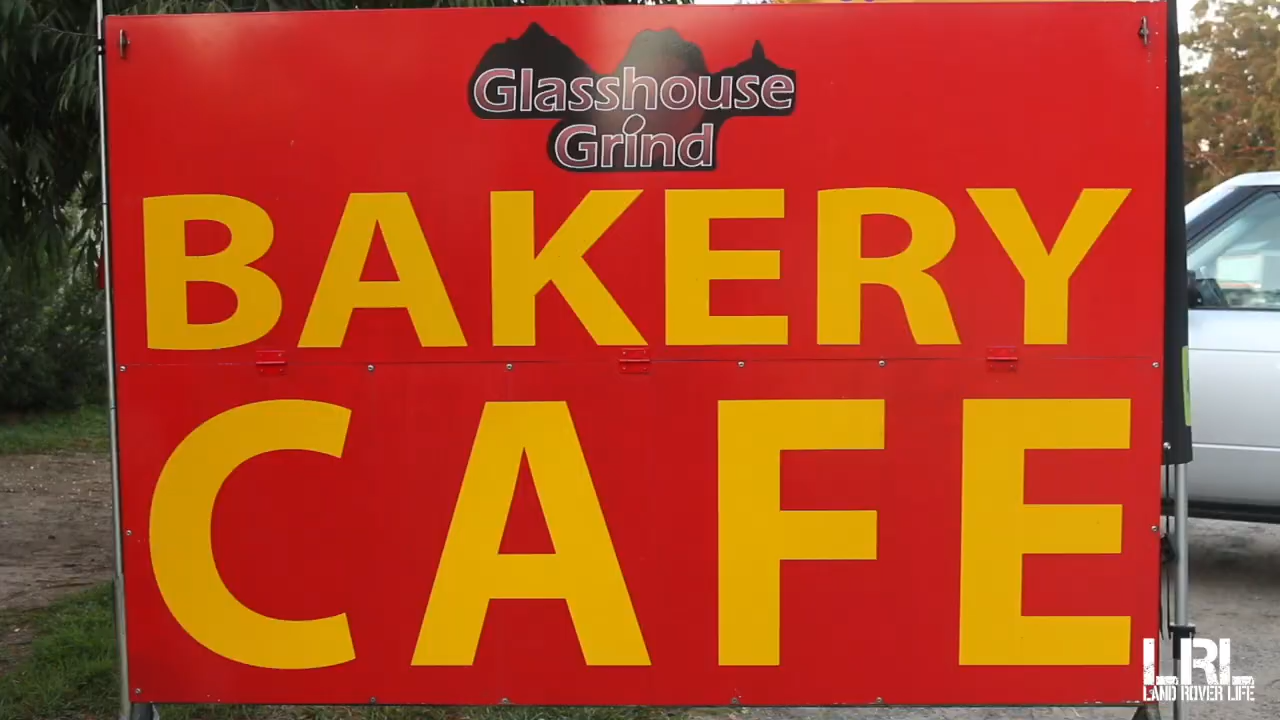 Glasshouse
Grind
BAKERY
CAFE
LRL
LAND ROVER LIFE